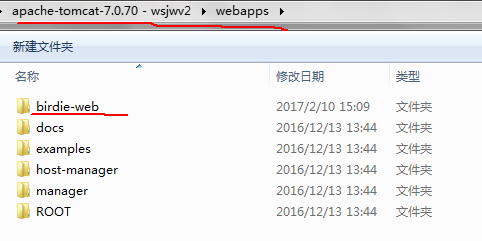 apache-tomcat-7.0.70 - wsjwv2 webapps
新建文件夹
名称 修改日期 类型
birdie-web 2017/2/10 15:09 文件夹
docs 2016/12/13 13:44 文件夹
examples 2016/12/13 13:44 文件夹
host-manager 2016/12/13 13:44 文件夹
manager 2016/12/13 13:44 文件夹
ROOT 2016/12/13 13:44 文件夹